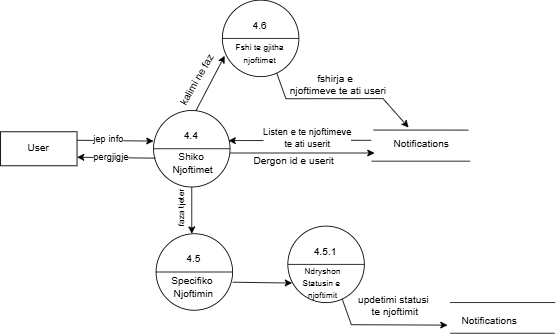 4.6
Fshi te gjitha
njoftimet
kalimi ne faz
fshirja e
njoftimeve te ati useri
User
jep info
pergjigje
4.4
Shiko
Njoftimet
Listen e te njoftimeve
te ati userit
Dergon id e userit
Notifications
faza tjeter
4.5
Specifiko
Njoftimin
4.5.1
Ndryshon
Statusin e
njoftimit
updetimi statusi
te njoftimit
Notifications